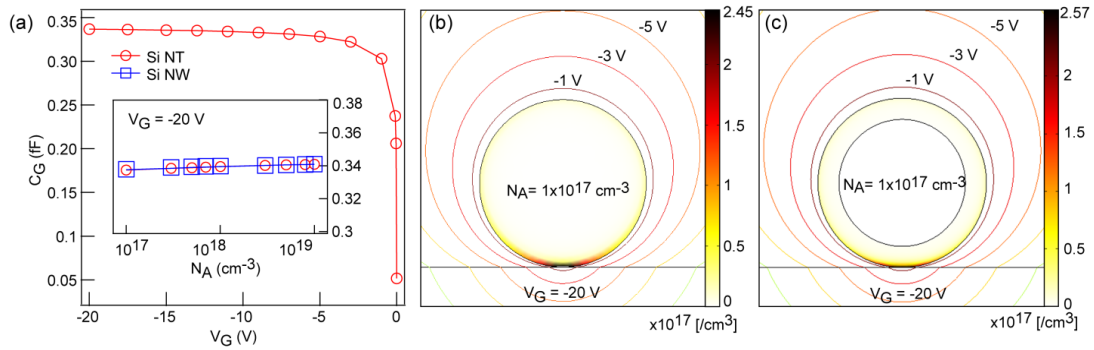 (a)
0.35
0.30
0.25
0.20
0.15
0.10
0.05
C_G (fF)
Si NT
Si NW
V_G = -20 V
0.38
0.36
0.34
0.32
0.3
10^17
10^18
10^19
N_A (cm^-3)
-20
-15
-10
-5
0
V_G (V)
(b)
-5 V
-3 V
-1 V
N_A= 1x10^17 cm-3
V_G = -20 V
2.45
2
1.5
1
0.5
0
x10^17 [/cm^3]
(c)
-5 V
-3 V
-1 V
N_A= 1x10^17 cm-3
V_G = -20 V
2.57
2
1.5
1
0.5
0
x10^17 [/cm^3]